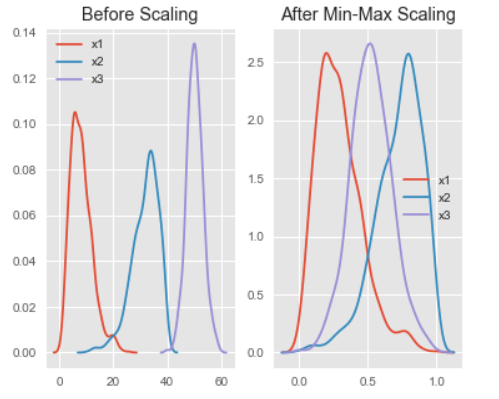 Before Scaling
0.14
0.12
0.10
0.08
0.06
0.04
0.02
0.00
0 20 40 60
x1
x2
x3
After Min-Max Scaling
2.5
2.0
1.5
1.0
0.5
0.0
0.0 0.5 1.0
x1
x2
x3